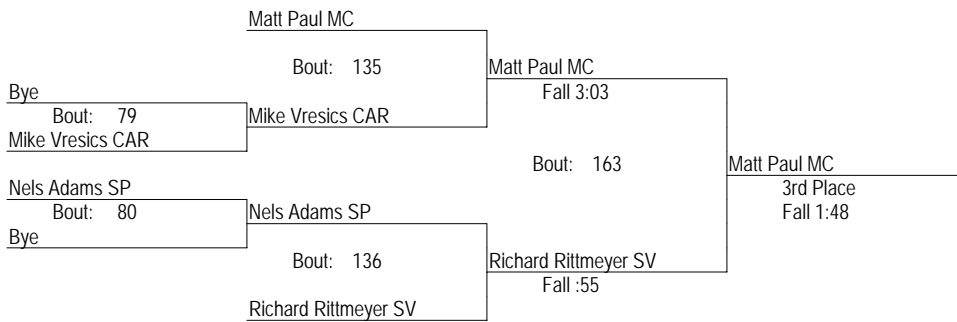 Matt Paul MC
Bout: 135
Matt Paul MC
Bye
Fall 3:03
Bout: 79
Mike Vresics CAR
Mike Vresics CAR
Bout: 163
Matt Paul MC
Nels Adams SP
3rd Place
Bout: 80
Nels Adams SP
Fall 1:48
Bye
Bout: 136
Richard Rittmeyer SV
Fall :55
Richard Rittmeyer SV